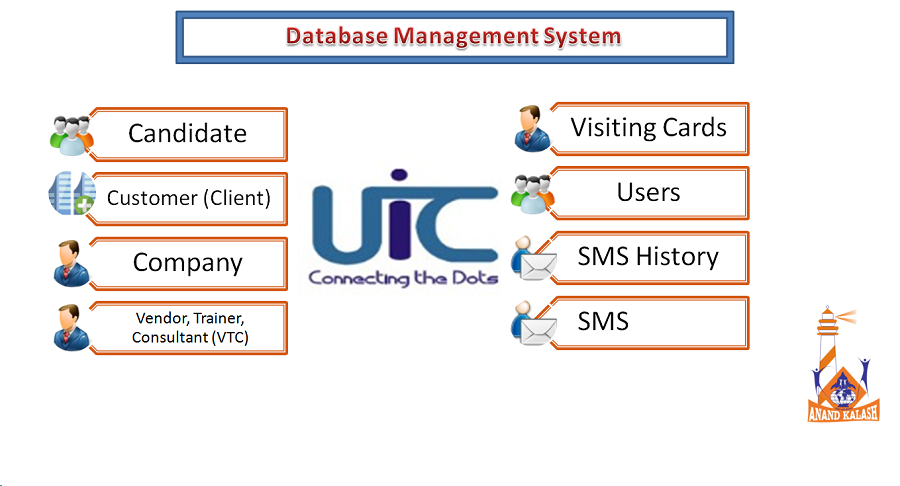 Database Management System
Candidate
Customer (Client)
Company
Vendor, Trainer,
Consultant (VTC)
UiC
Connecting the Dots
Visiting Cards
Users
SMS History
SMS
ANAND KALASH